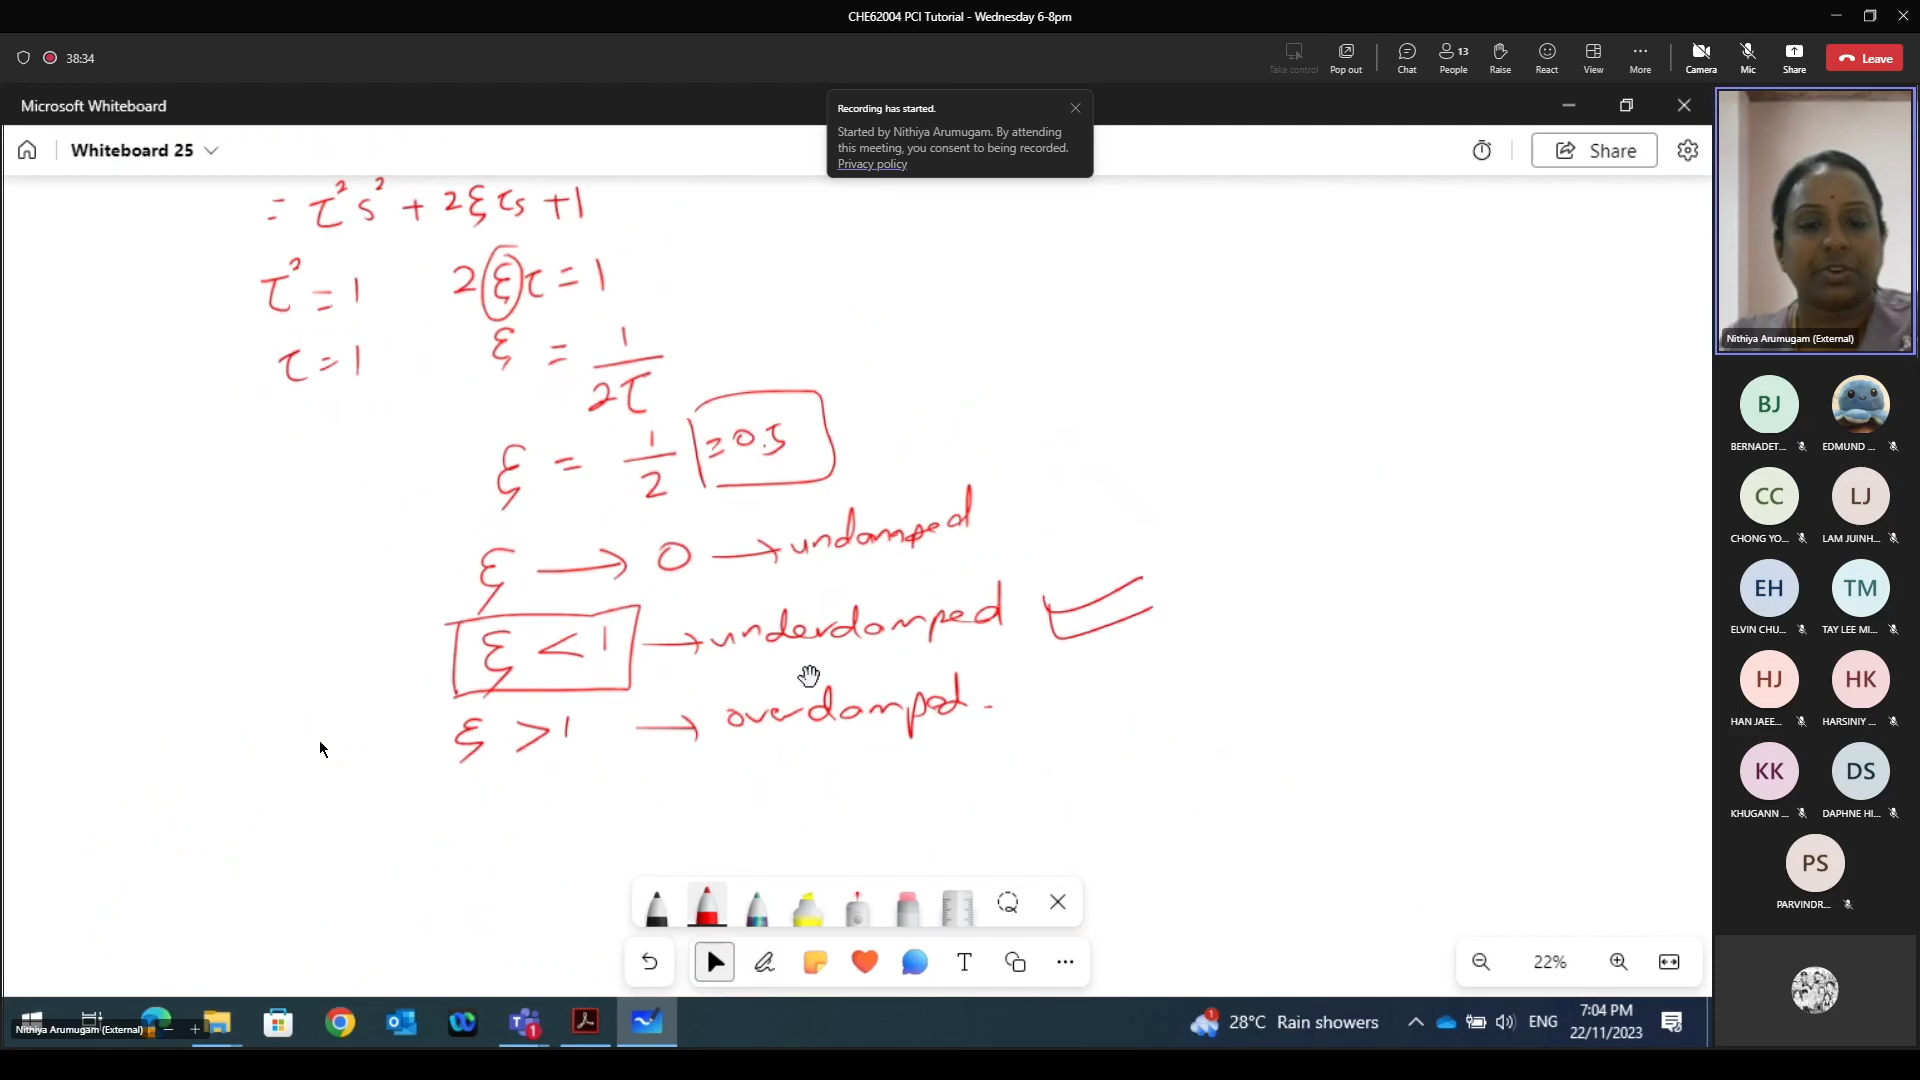 CHE62004 PCI Tutorial - Wednesday 6-8pm
38:34
Take control
Pop out
Chat
13
People
Raise
React
View
More
Camera
Mic
Share
Leave
Microsoft Whiteboard
Recording has started.
Started by Nithiya Arumugam. By attending
this meeting, you consent to being recorded.
Privacy policy
Whiteboard 25
Share
= τ²s² + 2ξτs + 1
τ² = 1    2ξτ = 1
τ = 1    ξ = 1/2τ
ξ = 1/2 = 0.5
ξ → 0 → undamped
ξ < 1 → underdamped
ξ > 1 → overdamped.
Nithiya Arumugam (External)
BJ
BERNADET...
EDMUND ...
CC
CHONG YO...
LJ
LAM JUINH...
EH
ELVIN CHU...
TM
TAY LEE MI...
HJ
HAN JAEE...
HK
HARSINIY ...
KK
KHUGANN ...
DS
DAPHNE HI...
PS
PARVINDR...
22%
Nithiya Arumugam (External)
1
1
28°C Rain showers
ENG
7:04 PM
22/11/2023